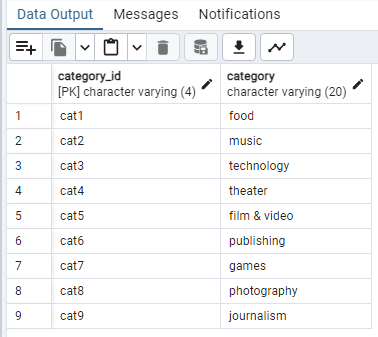 Data Output Messages Notifications
category_id category
[PK] character varying (4) character varying (20)
1 cat1 food
2 cat2 music
3 cat3 technology
4 cat4 theater
5 cat5 film & video
6 cat6 publishing
7 cat7 games
8 cat8 photography
9 cat9 journalism